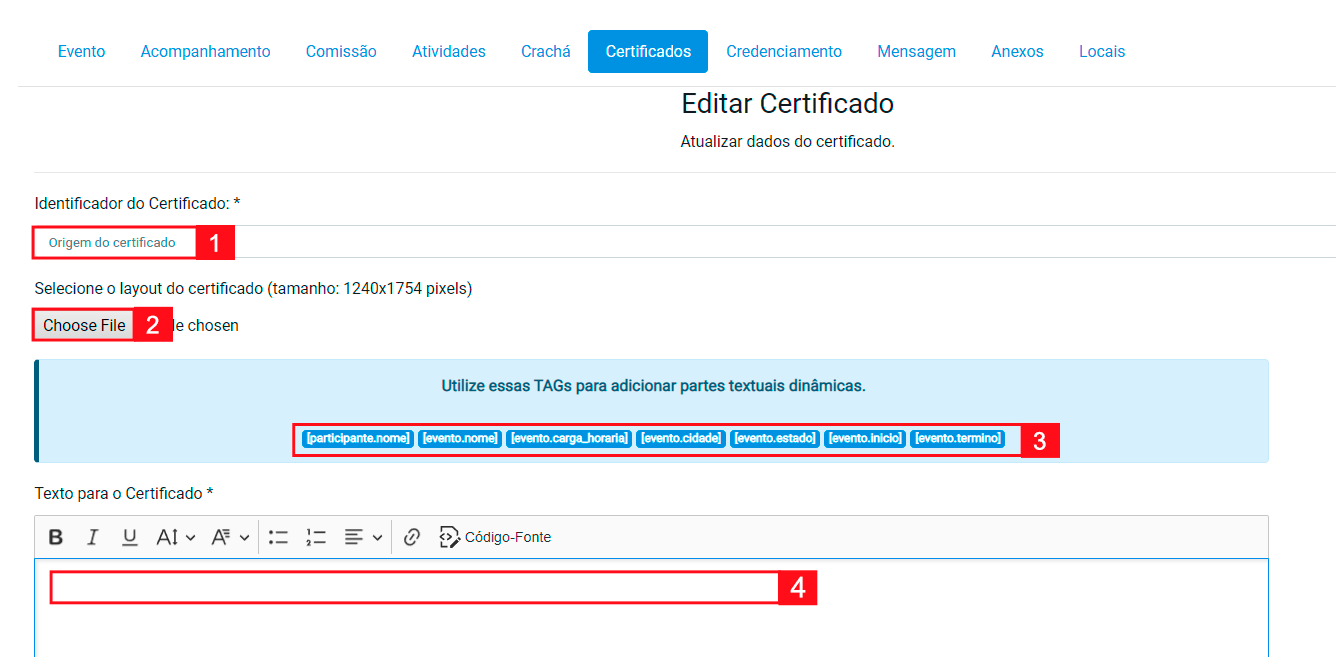 Evento Acompanhamento Comissão Atividades Crachá Certificados Credenciamento Mensagem Anexos Locais
Editar Certificado
Atualizar dados do certificado.
Identificador do Certificado: *
Origem do certificado 1
Selecione o layout do certificado (tamanho: 1240x1754 pixels)
Choose File 2 le chosen
Utilize essas TAGs para adicionar partes textuais dinâmicas.
[participante.nome] [evento.nome] [evento.carga_horaria] [evento.cidade] [evento.estado] [evento.inicio] [evento.termino] 3
Texto para o Certificado *
Código-Fonte
4